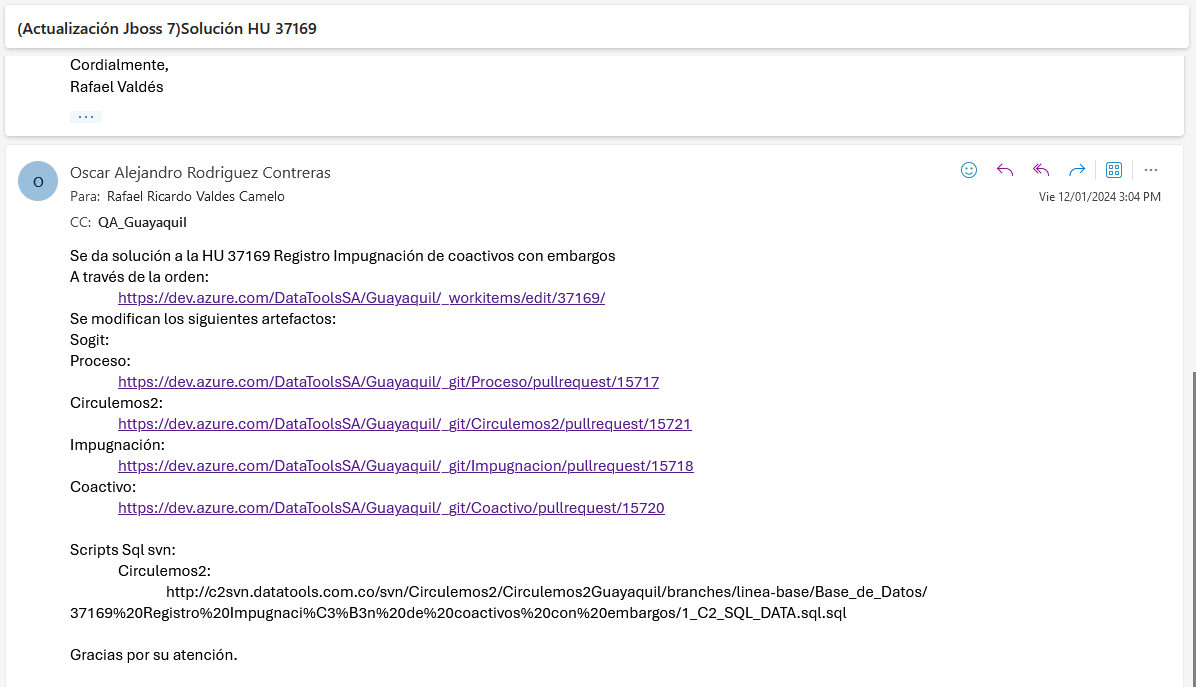 (Actualización Jboss 7)Solución HU 37169
Cordialmente,
Rafael Valdés
...
O
Oscar Alejandro Rodriguez Contreras
Para: Rafael Ricardo Valdes Camelo
Vie 12/01/2024 3:04 PM
CC: QA_Guayaquil
Se da solución a la HU 37169 Registro Impugnación de coactivos con embargos
A través de la orden:
https://dev.azure.com/DataToolsSA/Guayaquil/_workitems/edit/37169/
Se modifican los siguientes artefactos:
Sogit:
Proceso:
https://dev.azure.com/DataToolsSA/Guayaquil/_git/Proceso/pullrequest/15717
Circulemos2:
https://dev.azure.com/DataToolsSA/Guayaquil/_git/Circulemos2/pullrequest/15721
Impugnación:
https://dev.azure.com/DataToolsSA/Guayaquil/_git/Impugnacion/pullrequest/15718
Coactivo:
https://dev.azure.com/DataToolsSA/Guayaquil/_git/Coactivo/pullrequest/15720
Scripts Sql svn:
Circulemos2:
http://c2svn.datatools.com.co/svn/Circulemos2/Circulemos2Guayaquil/branches/linea-base/Base_de_Datos/
37169%20Registro%20Impugnaci%C3%B3n%20de%20coactivos%20con%20embargos/1_C2_SQL_DATA.sql.sql
Gracias por su atención.